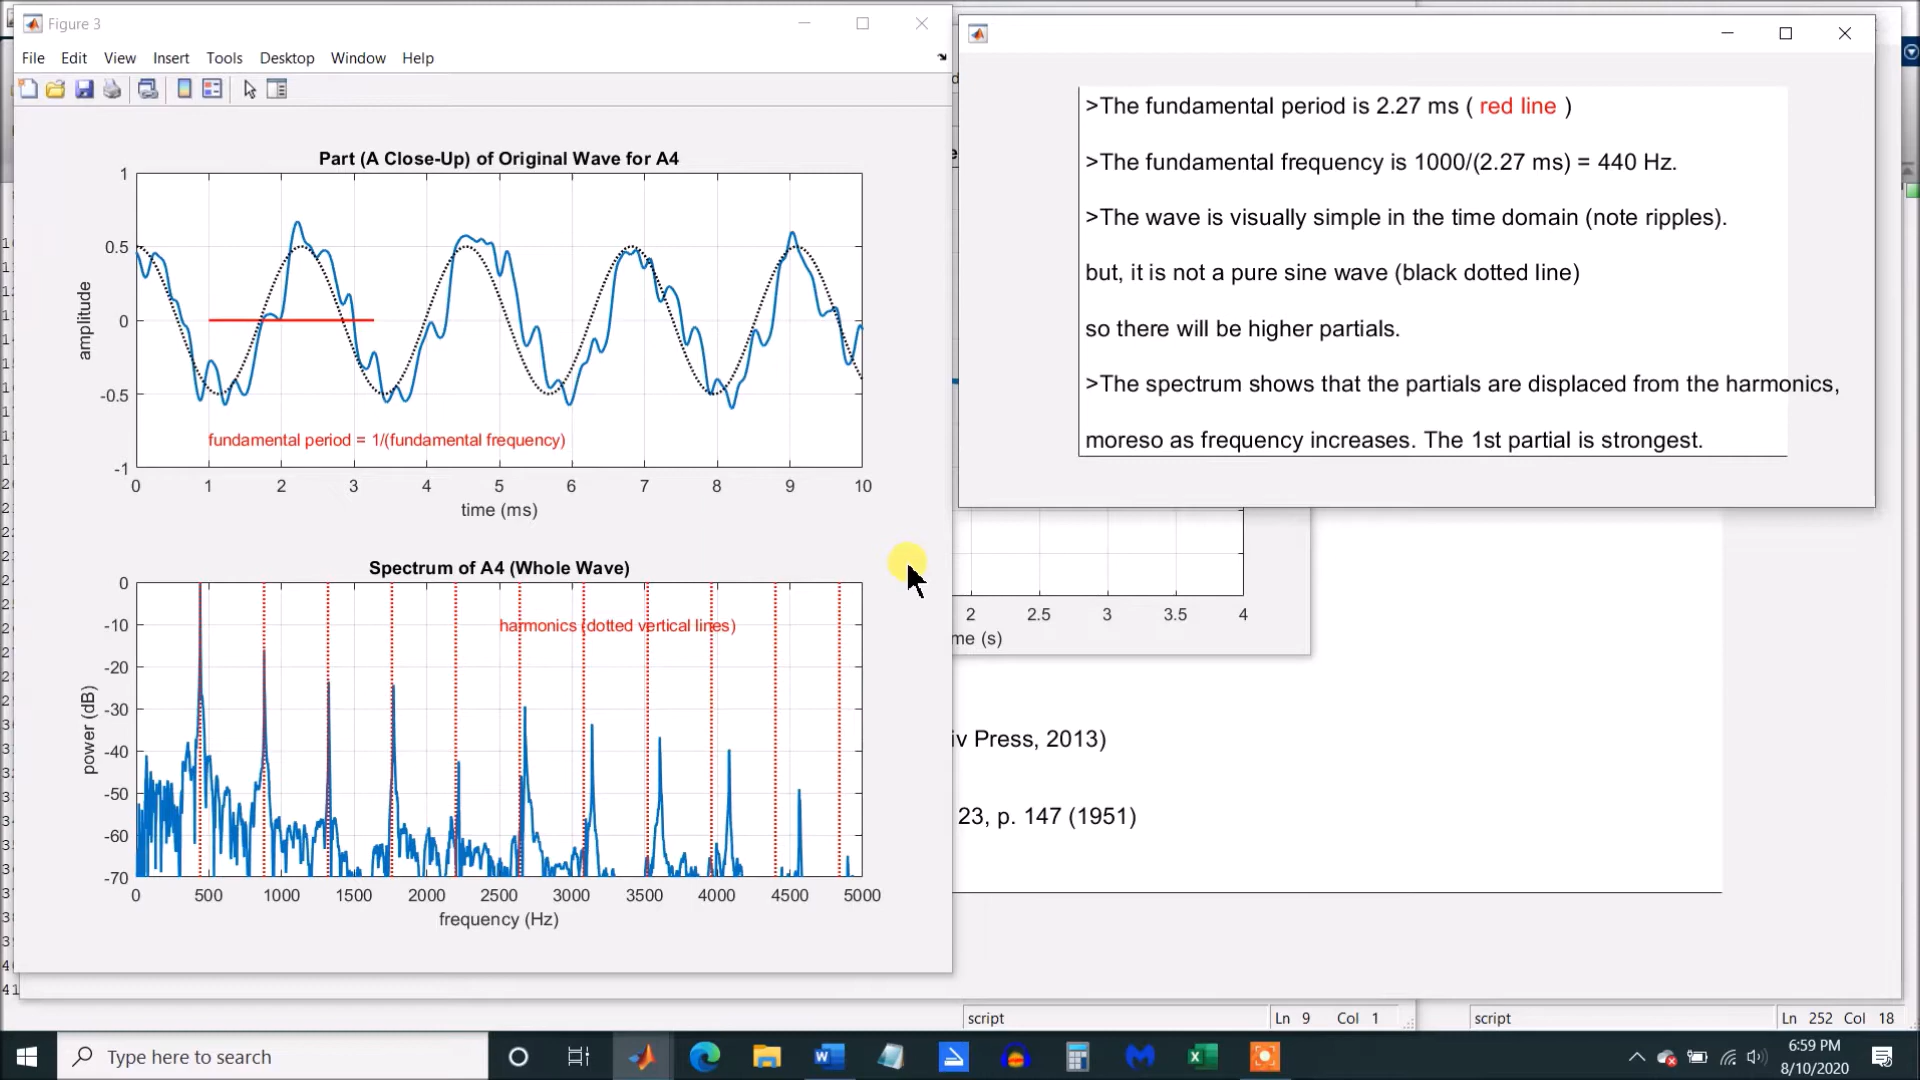 Figure 3
File Edit View Insert Tools Desktop Window Help
Part (A Close-Up) of Original Wave for A4
1
0.5
0
-0.5
-1
amplitude
fundamental period = 1/(fundamental frequency)
0 1 2 3 4 5 6 7 8 9 10
time (ms)
Spectrum of A4 (Whole Wave)
0
-10
-20
-30
-40
-50
-60
-70
power (dB)
harmonics (dotted vertical lines)
0 500 1000 1500 2000 2500 3000 3500 4000 4500 5000
frequency (Hz)
>The fundamental period is 2.27 ms ( red line )
>The fundamental frequency is 1000/(2.27 ms) = 440 Hz.
>The wave is visually simple in the time domain (note ripples).
but, it is not a pure sine wave (black dotted line)
so there will be higher partials.
>The spectrum shows that the partials are displaced from the harmonics,
moreso as frequency increases. The 1st partial is strongest.
2 2.5 3 3.5 4
me (s)
iv Press, 2013)
23, p. 147 (1951)
script Ln 9 Col 1
script Ln 252 Col 18
Type here to search
6:59 PM
8/10/2020